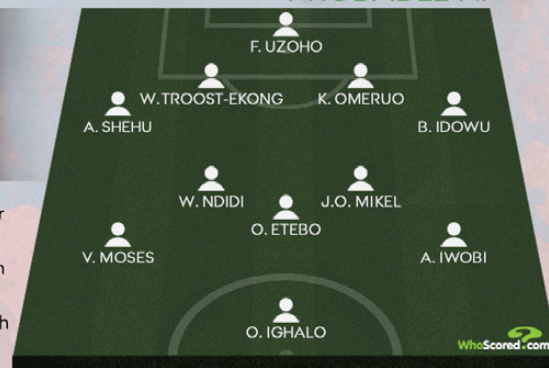 F. UZOHO
W. TROOST-EKONG
K. OMERUO
A. SHEHU
B. IDOWU
W. NDIDI
J.O. MIKEL
O. ETEBO
V. MOSES
A. IWOBI
O. IGHALO
WhoScored.com